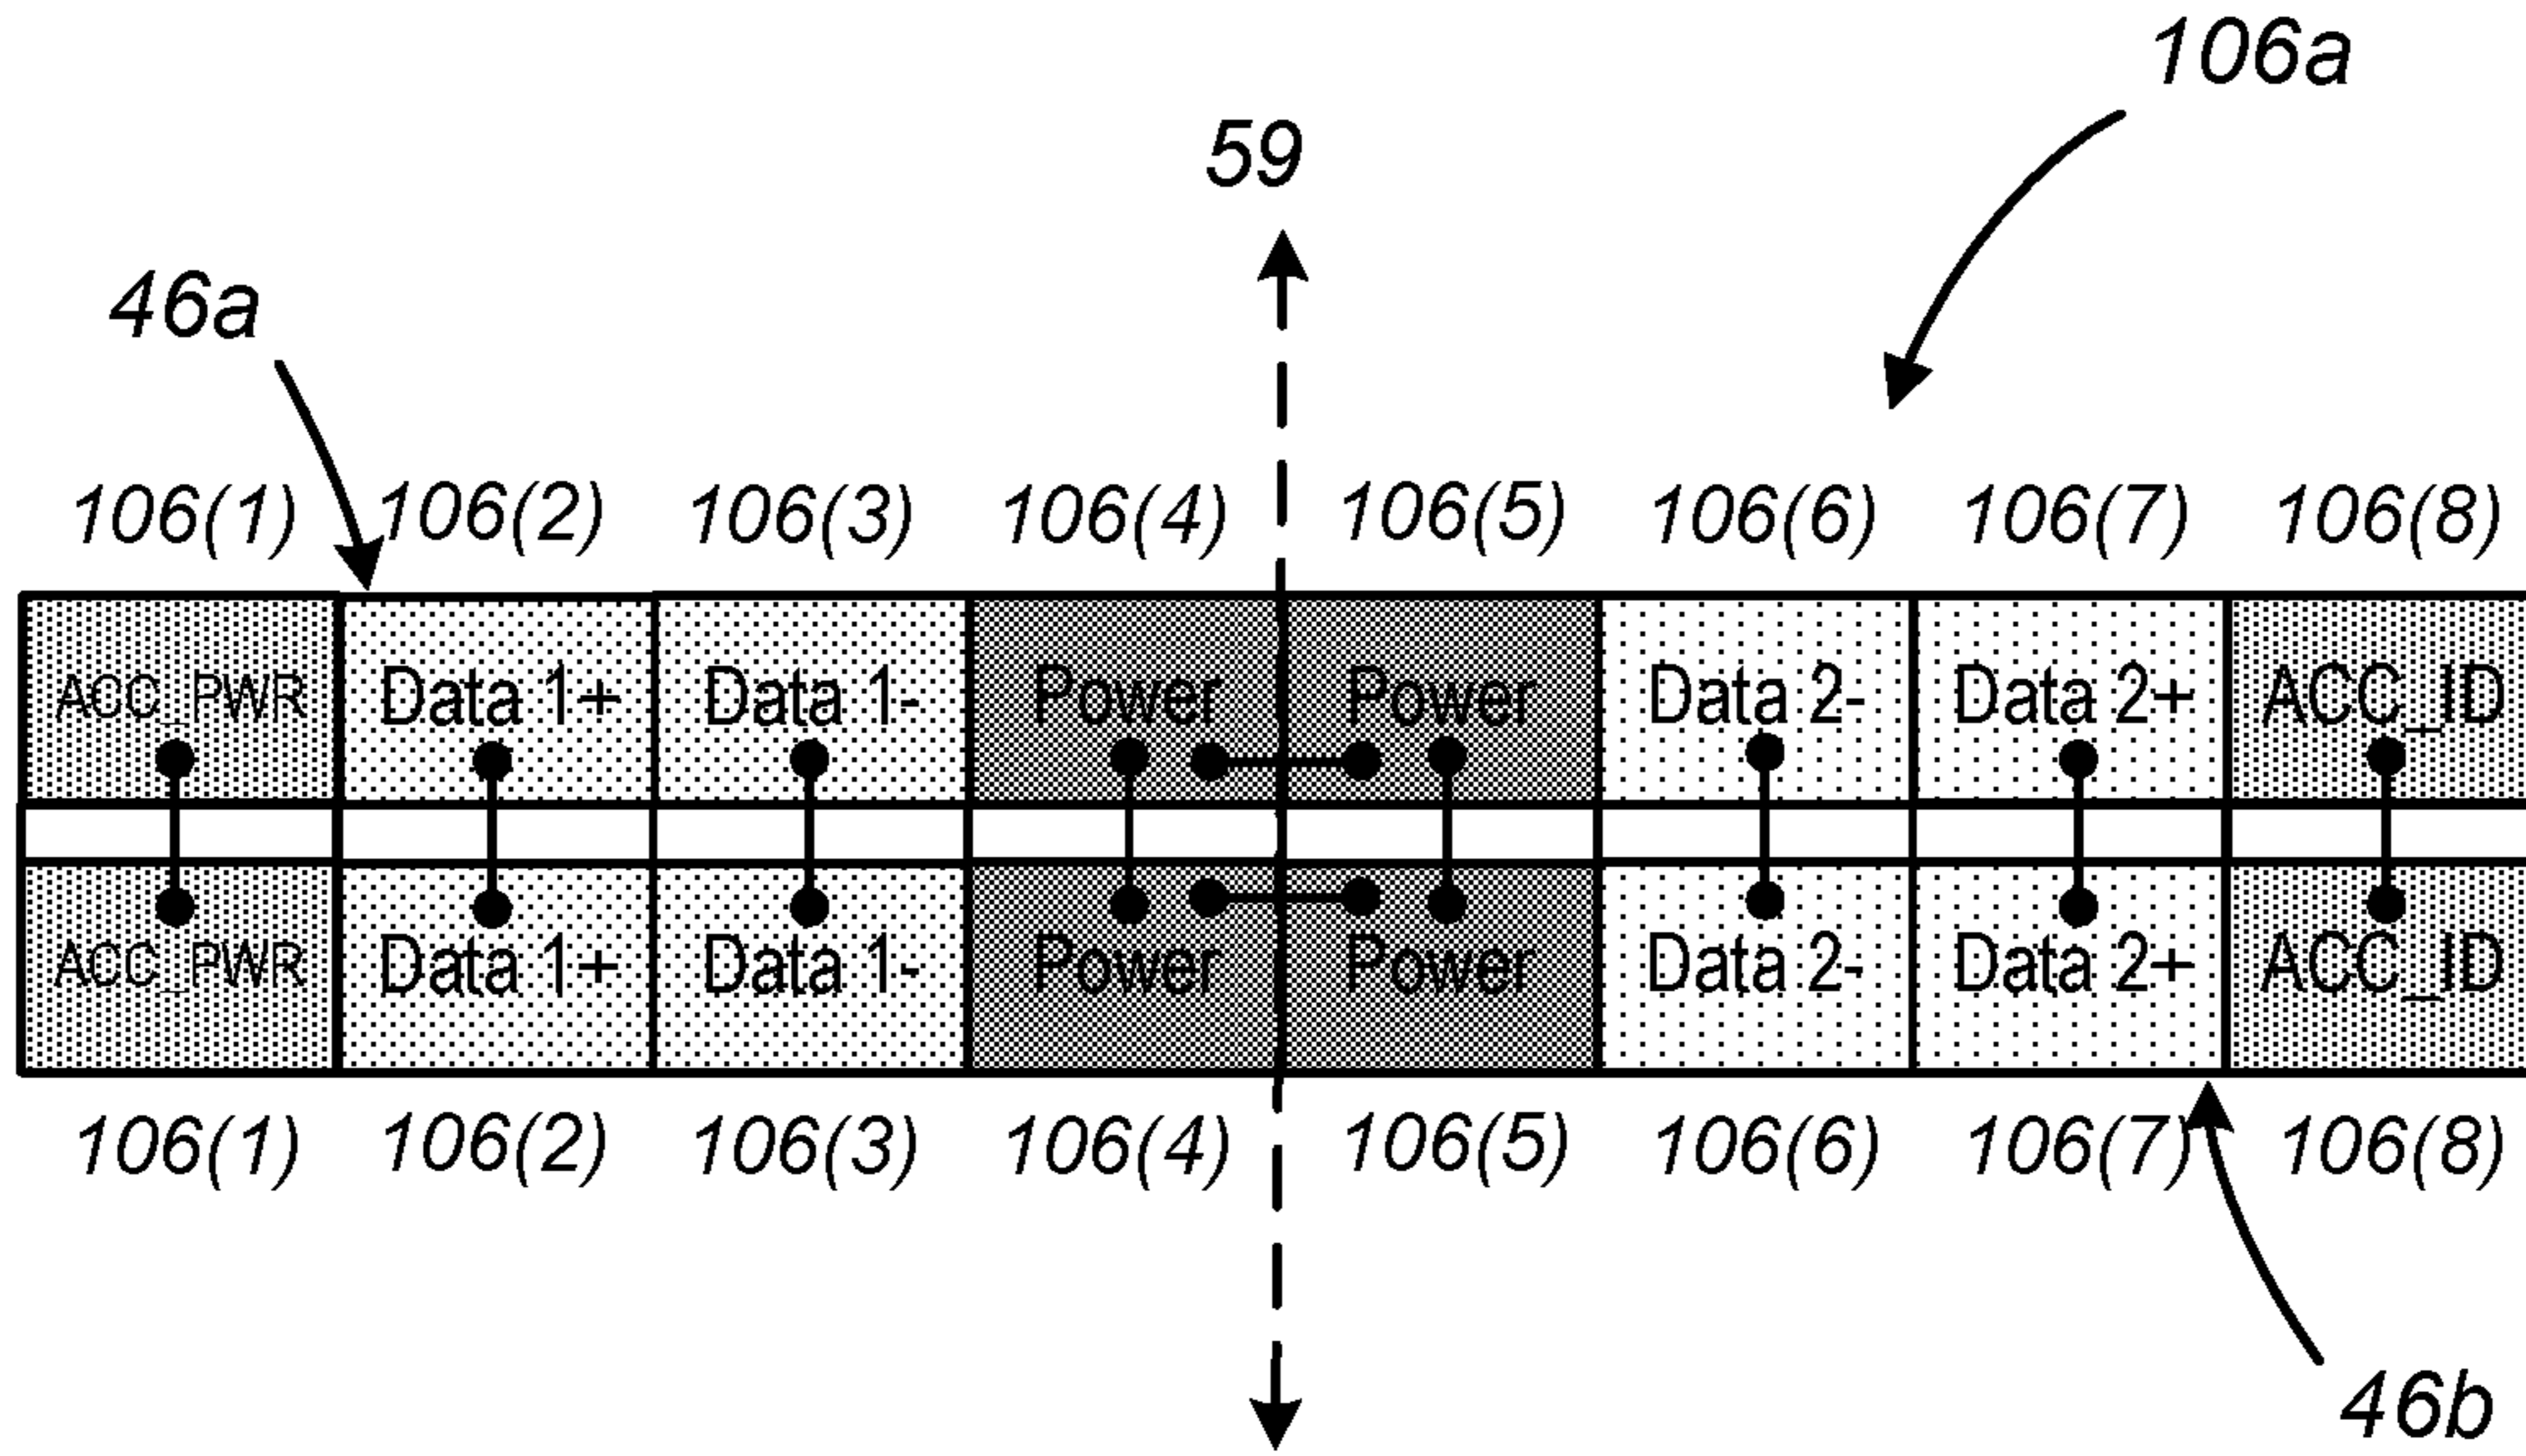 106a
59
46a
106(1) 106(2) 106(3) 106(4) 106(5) 106(6) 106(7) 106(8)
ACC_PWR Data 1+ Data 1- Power Power Data 2- Data 2+ ACC_ID
ACC_PWR Data 1+ Data 1- Power Power Data 2- Data 2+ ACC_ID
106(1) 106(2) 106(3) 106(4) 106(5) 106(6) 106(7) 106(8)
46b